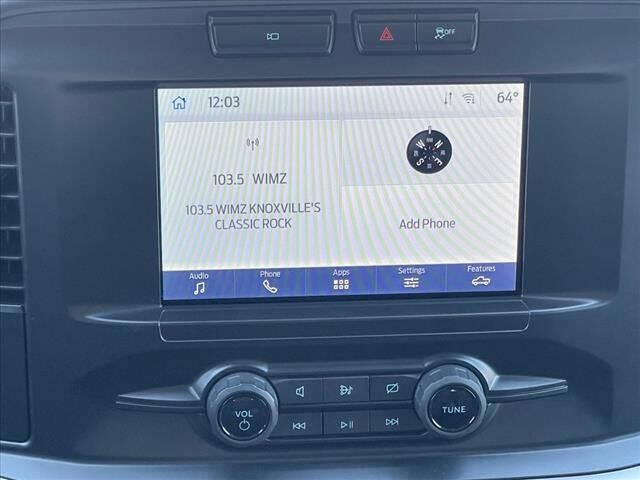 OFF
12:03
64°
103.5 WIMZ
103.5 WIMZ KNOXVILLE'S
CLASSIC ROCK
Add Phone
Audio
Phone
Apps
Settings
Features
VOL
TUNE